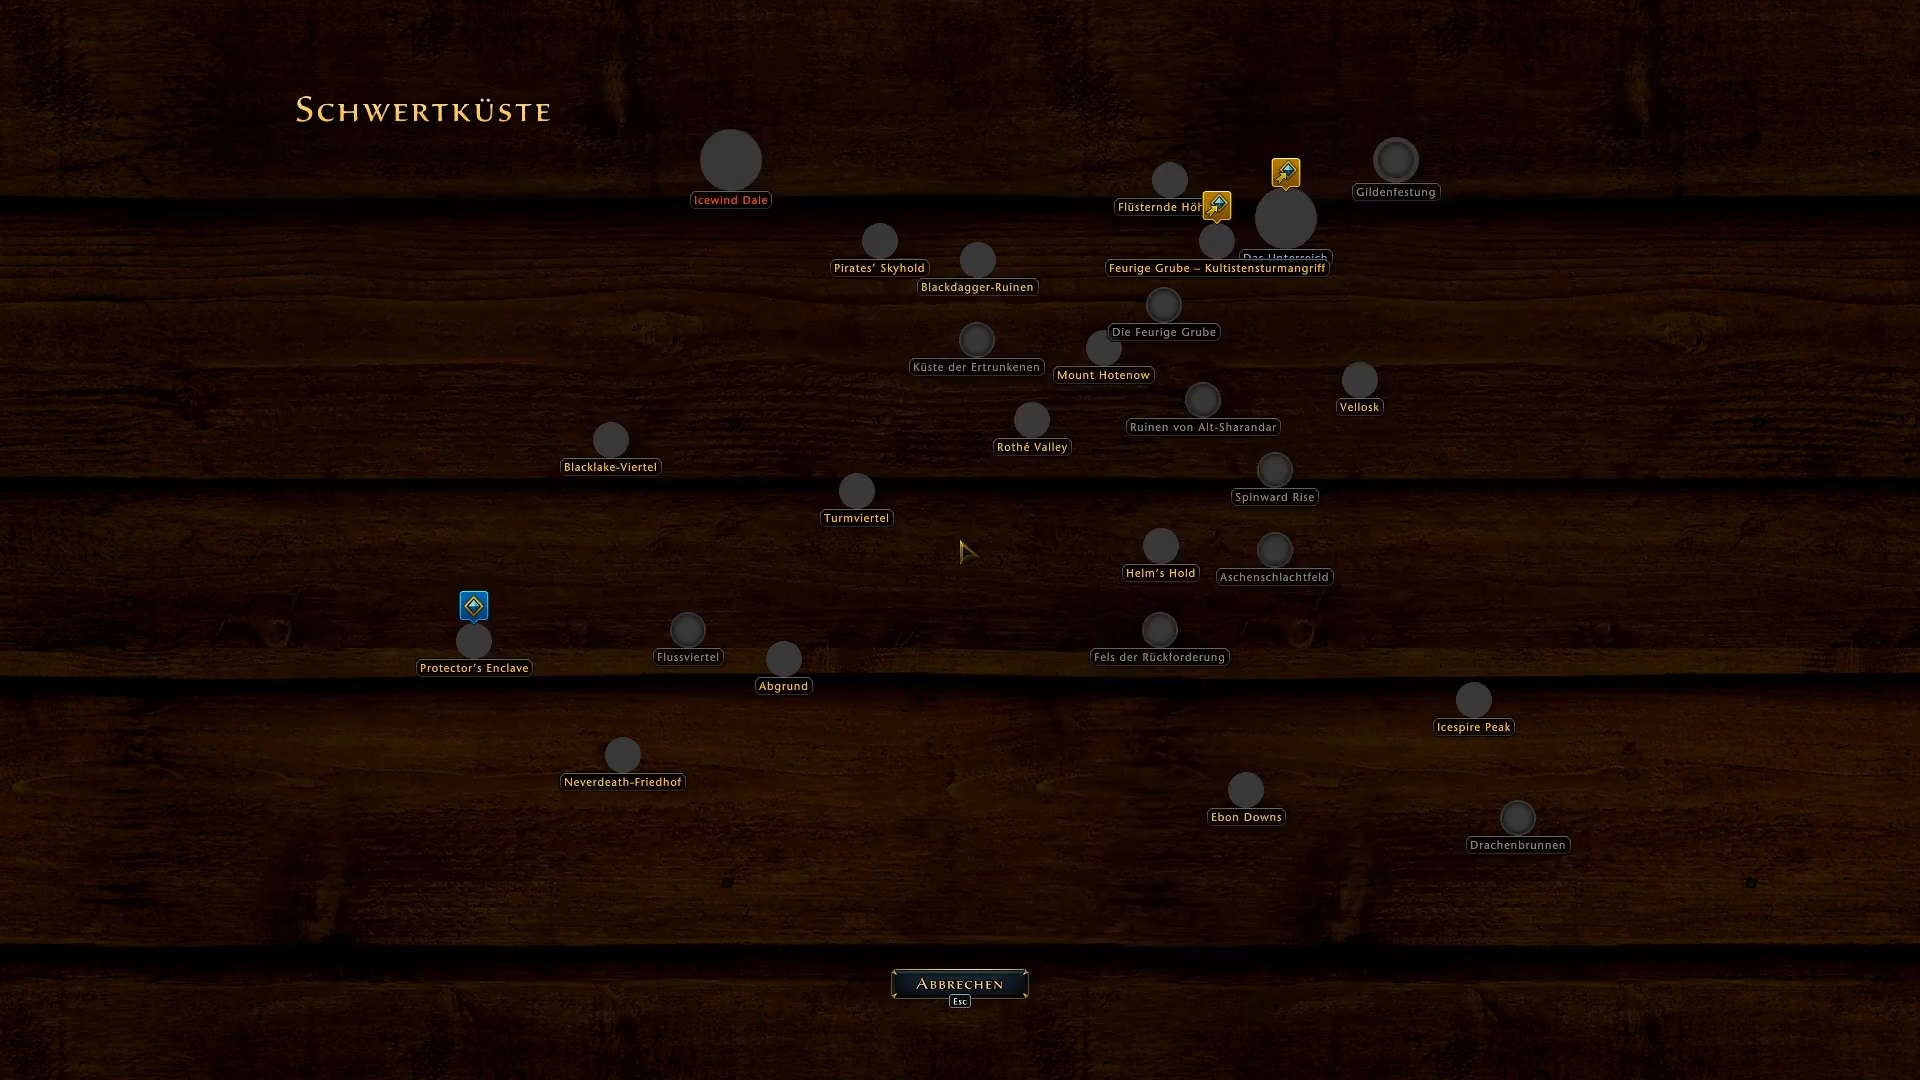 Schwertküste
Icewind Dale
Gildenfestung
Flüsternde
Das Unterreich
Pirates' Skyhold
Feurige Grube – Kultistensturmangriff
Blackdagger-Ruinen
Die Feurige Grube
Küste der Ertrunkenen
Mount Hotenow
Vellosk
Ruinen von Alt-Sharandar
Rothé Valley
Blacklake-Viertel
Spinward Rise
Turmviertel
Helm's Hold
Aschenschlachtfeld
Flussviertel
Fels der Rückforderung
Protector's Enclave
Abgrund
Icespire Peak
Neverdeath-Friedhof
Ebon Downs
Drachenbrunnen
Abbrechen
Esc